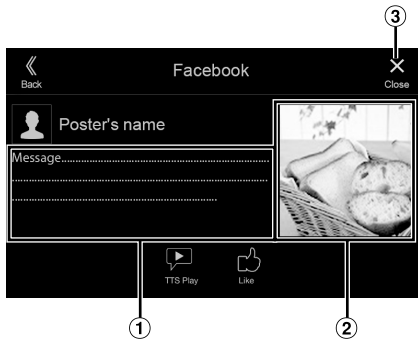 ③
Facebook
Back
Close
Poster's name
Message.......................................................................
....................................................................................
.....................................................................
TTS Play
Like
① ②